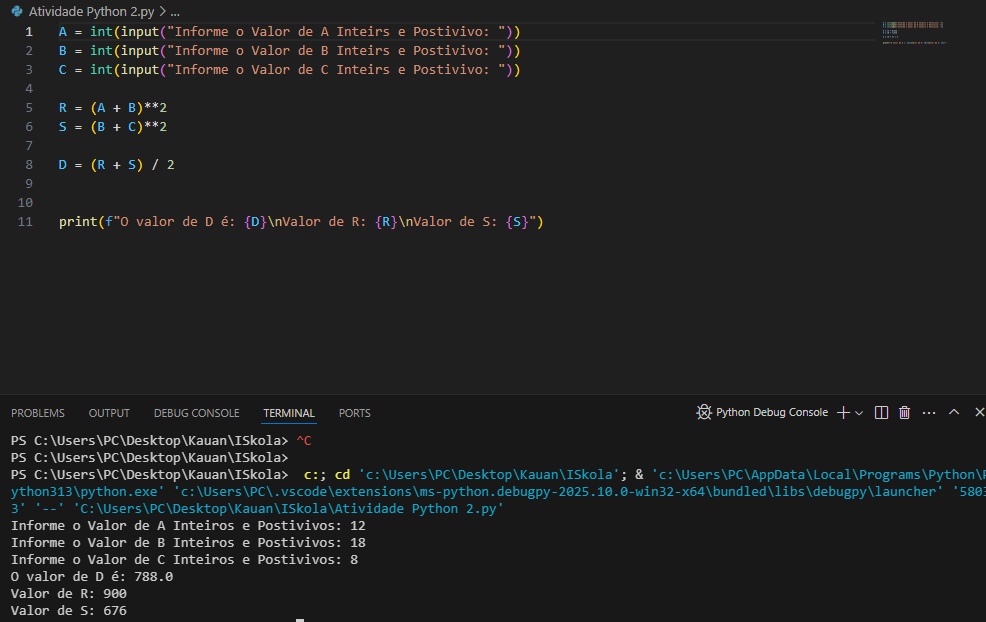 Atividade Python 2.py > ...
1 A = int(input("Informe o Valor de A Inteirs e Postivivo: "))
2 B = int(input("Informe o Valor de B Inteirs e Postivivo: "))
3 C = int(input("Informe o Valor de C Inteirs e Postivivo: "))
4
5 R = (A + B)**2
6 S = (B + C)**2
7
8 D = (R + S) / 2
9
10
11 print(f"O valor de D é: {D}\nValor de R: {R}\nValor de S: {S}")
PROBLEMS OUTPUT DEBUG CONSOLE TERMINAL PORTS Python Debug Console
PS C:\Users\PC\Desktop\Kauan\ISkola> ^C
PS C:\Users\PC\Desktop\Kauan\ISkola>
PS C:\Users\PC\Desktop\Kauan\ISkola> c:; cd 'c:\Users\PC\Desktop\Kauan\ISkola'; & 'c:\Users\PC\AppData\Local\Programs\Python\P
ython313\python.exe' 'c:\Users\PC\.vscode\extensions\ms-python.debugpy-2025.10.0-win32-x64\bundled\libs\debugpy\launcher' '5803
3' '--' 'C:\Users\PC\Desktop\Kauan\ISkola\Atividade Python 2.py'
Informe o Valor de A Inteiros e Postivivos: 12
Informe o Valor de B Inteiros e Postivivos: 18
Informe o Valor de C Inteiros e Postivivos: 8
O valor de D é: 788.0
Valor de R: 900
Valor de S: 676